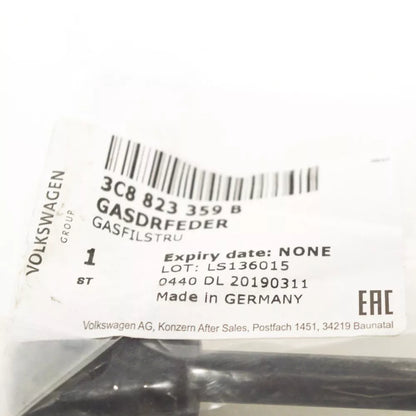 VOLKSWAGEN
GROUP
3C8 823 359 B
GASDRFEDER
GASFILSTRU
1
ST
Expiry date: NONE
LOT: LS136015
0440 DL 20190311
Made in GERMANY
EAC
Volkswagen AG, Konzern After Sales, Postfach 1451, 34219 Baunatal